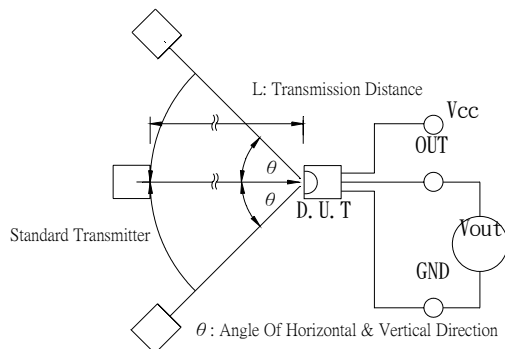 L: Transmission Distance
Vcc
OUT
θ
θ
D. U. T
Standard Transmitter
Vout
GND
θ: Angle Of Horizontal & Vertical Direction